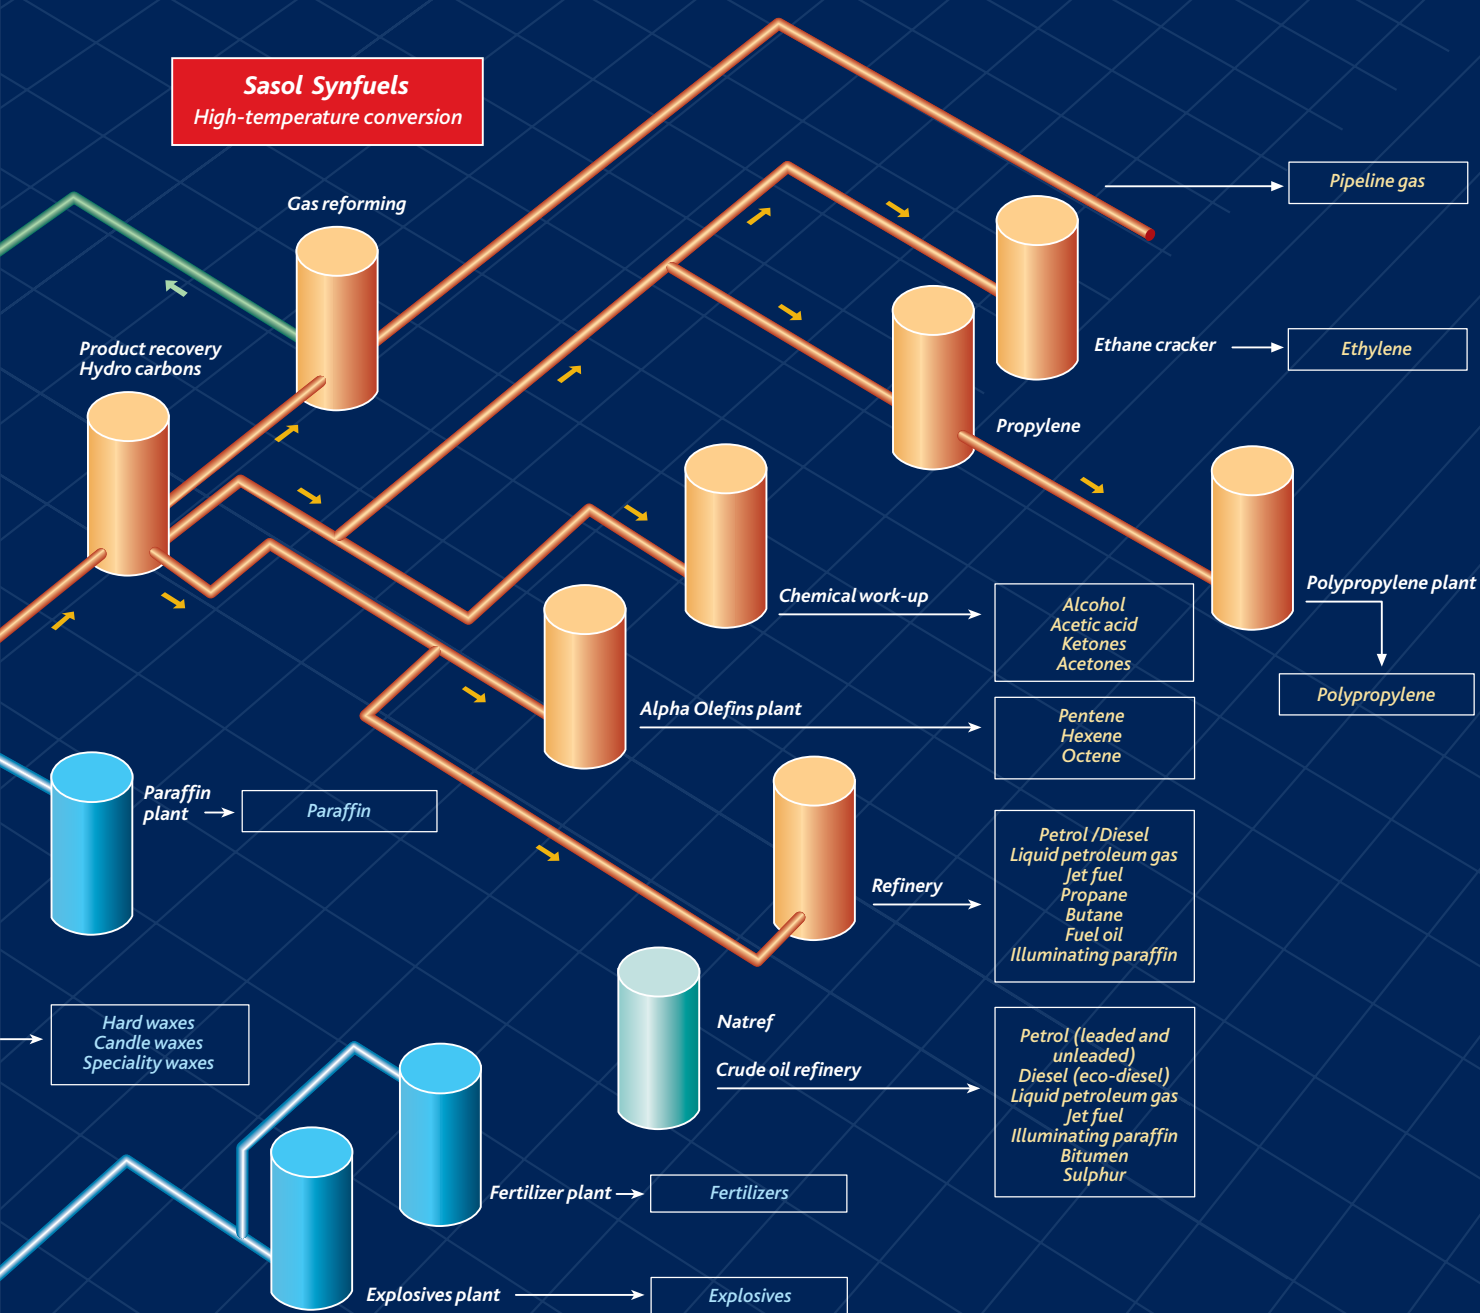 Sasol Synfuels
High-temperature conversion
Gas reforming
Pipeline gas
Product recovery
Hydro carbons
Ethane cracker
Ethylene
Propylene
Polypropylene plant
Polypropylene
Chemical work-up
Alcohol
Acetic acid
Ketones
Acetones
Alpha Olefins plant
Pentene
Hexene
Octene
Paraffin
plant
Paraffin
Refinery
Petrol /Diesel
Liquid petroleum gas
Jet fuel
Propane
Butane
Fuel oil
Illuminating paraffin
Hard waxes
Candle waxes
Speciality waxes
Natref
Crude oil refinery
Petrol (leaded and
unleaded)
Diesel (eco-diesel)
Liquid petroleum gas
Jet fuel
Illuminating paraffin
Bitumen
Sulphur
Fertilizer plant
Fertilizers
Explosives plant
Explosives